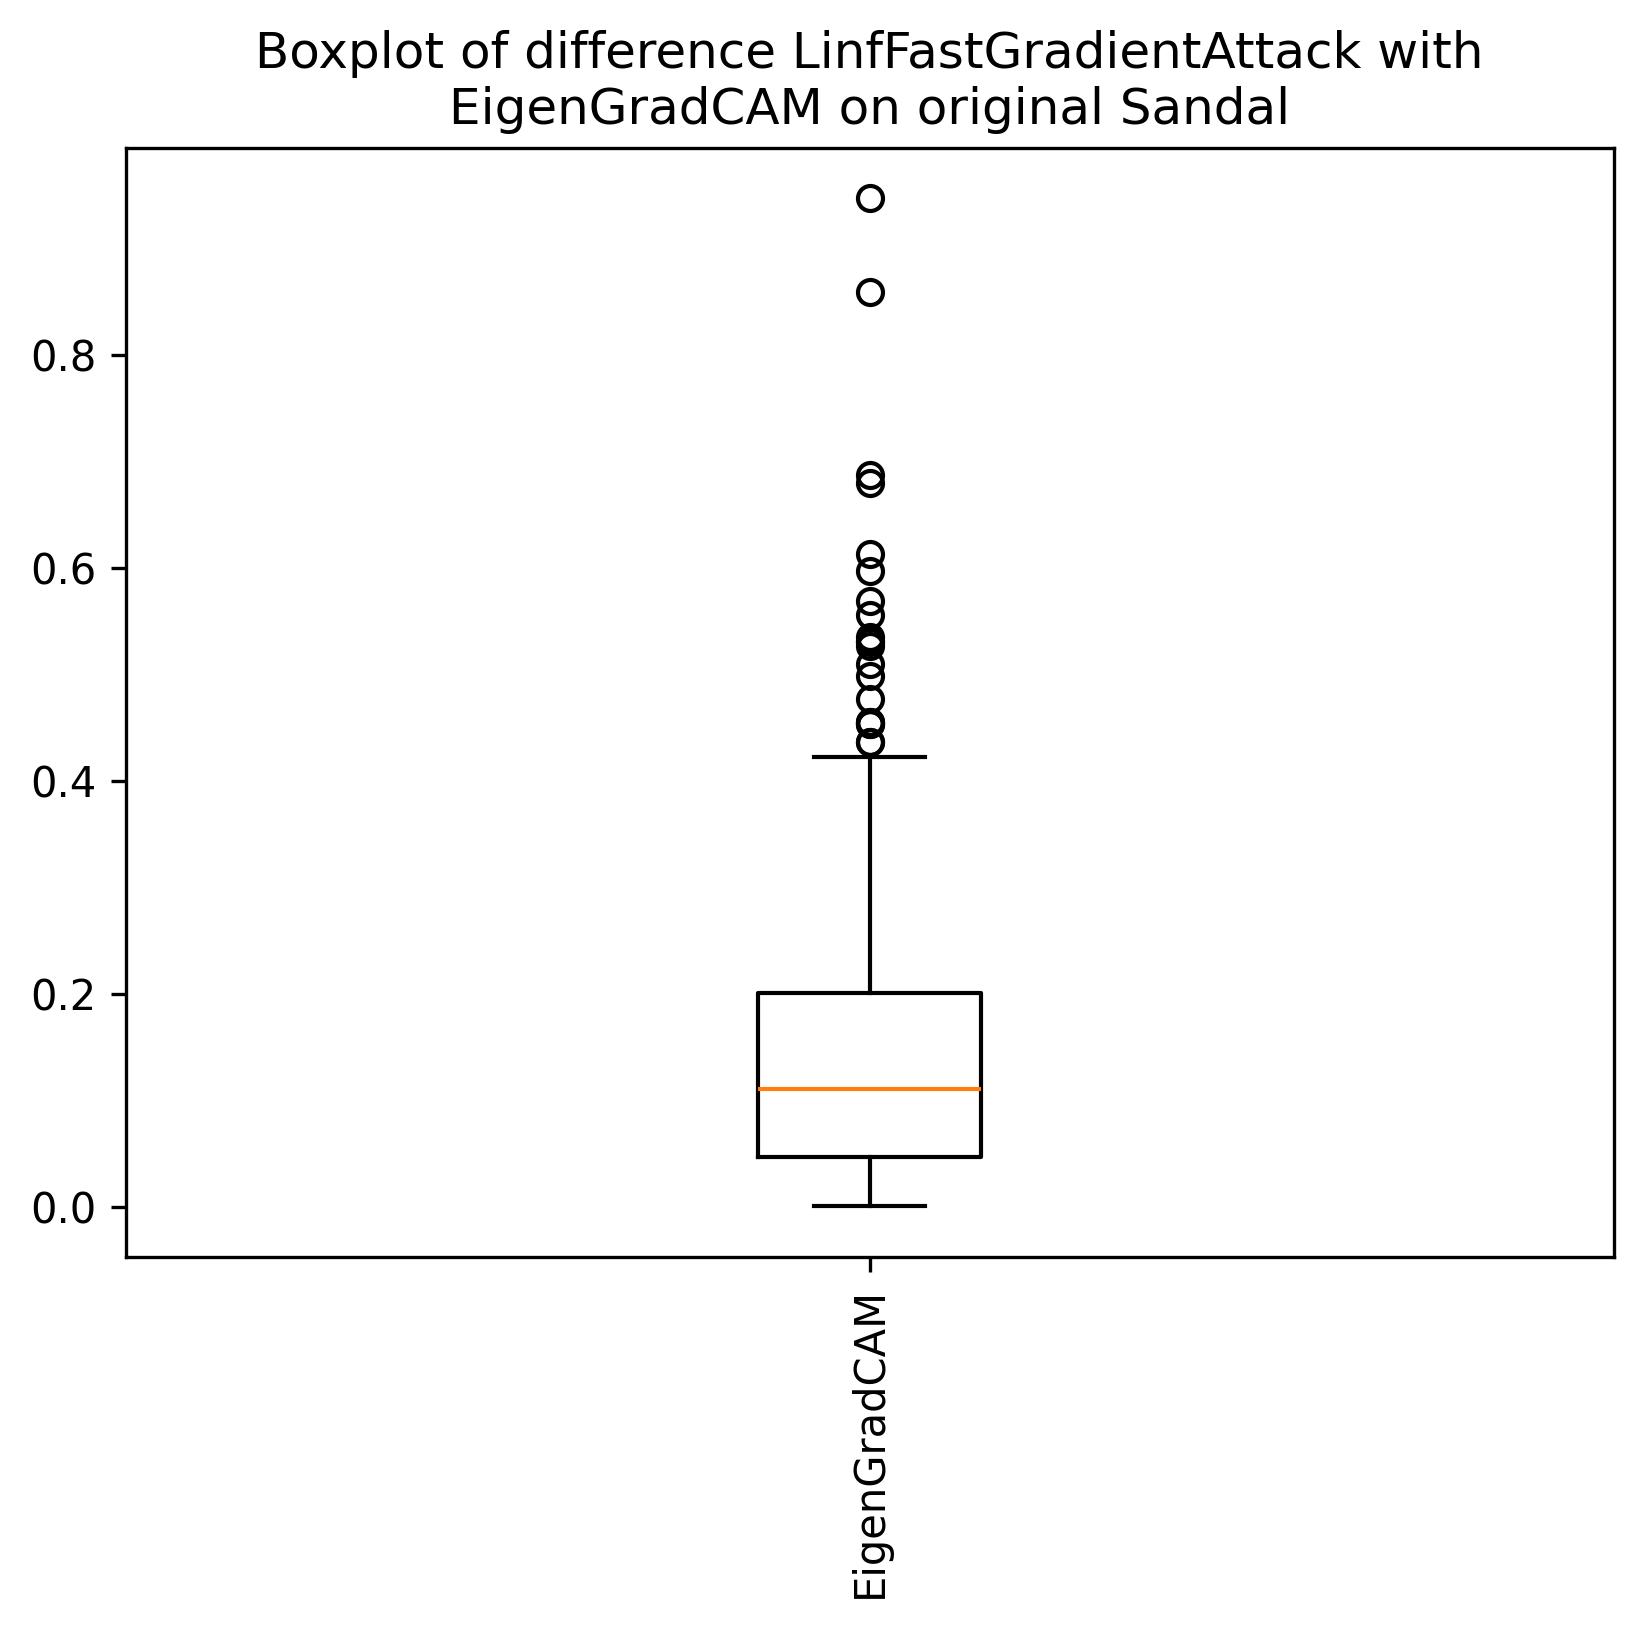 Boxplot of difference LinfFastGradientAttack with
EigenGradCAM on original Sandal
0.8
0.6
0.4
0.2
0.0
EigenGradCAM